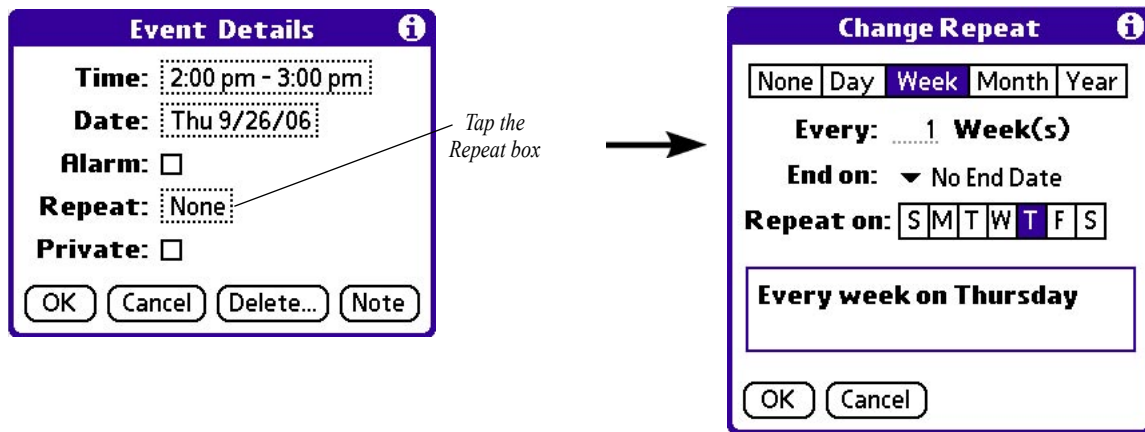 Event Details
Time: 2:00 pm - 3:00 pm
Date: Thu 9/26/06
Alarm:
Repeat: None
Private:
OK Cancel Delete... Note
Tap the
Repeat box
Change Repeat
None Day Week Month Year
Every: 1 Week(s)
End on: No End Date
Repeat on: S M T W T F S
Every week on Thursday
OK Cancel